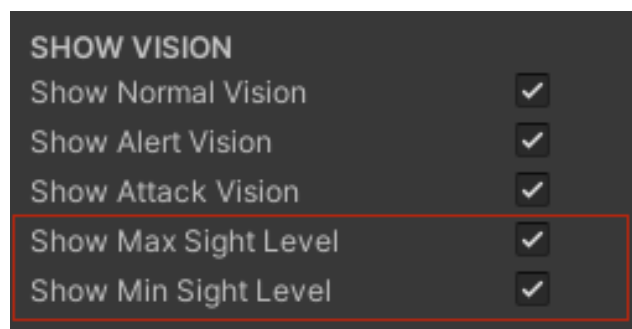 SHOW VISION
Show Normal Vision
Show Alert Vision
Show Attack Vision
Show Max Sight Level
Show Min Sight Level